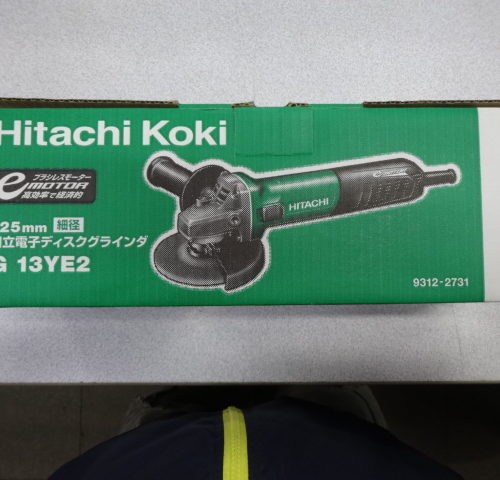 Hitachi Koki
ブラシレスモーター
e MOTOR
高効率で経済的
25mm 細径
立電子ディスクグラインダ
G 13YE2
HITACHI
9312-2731